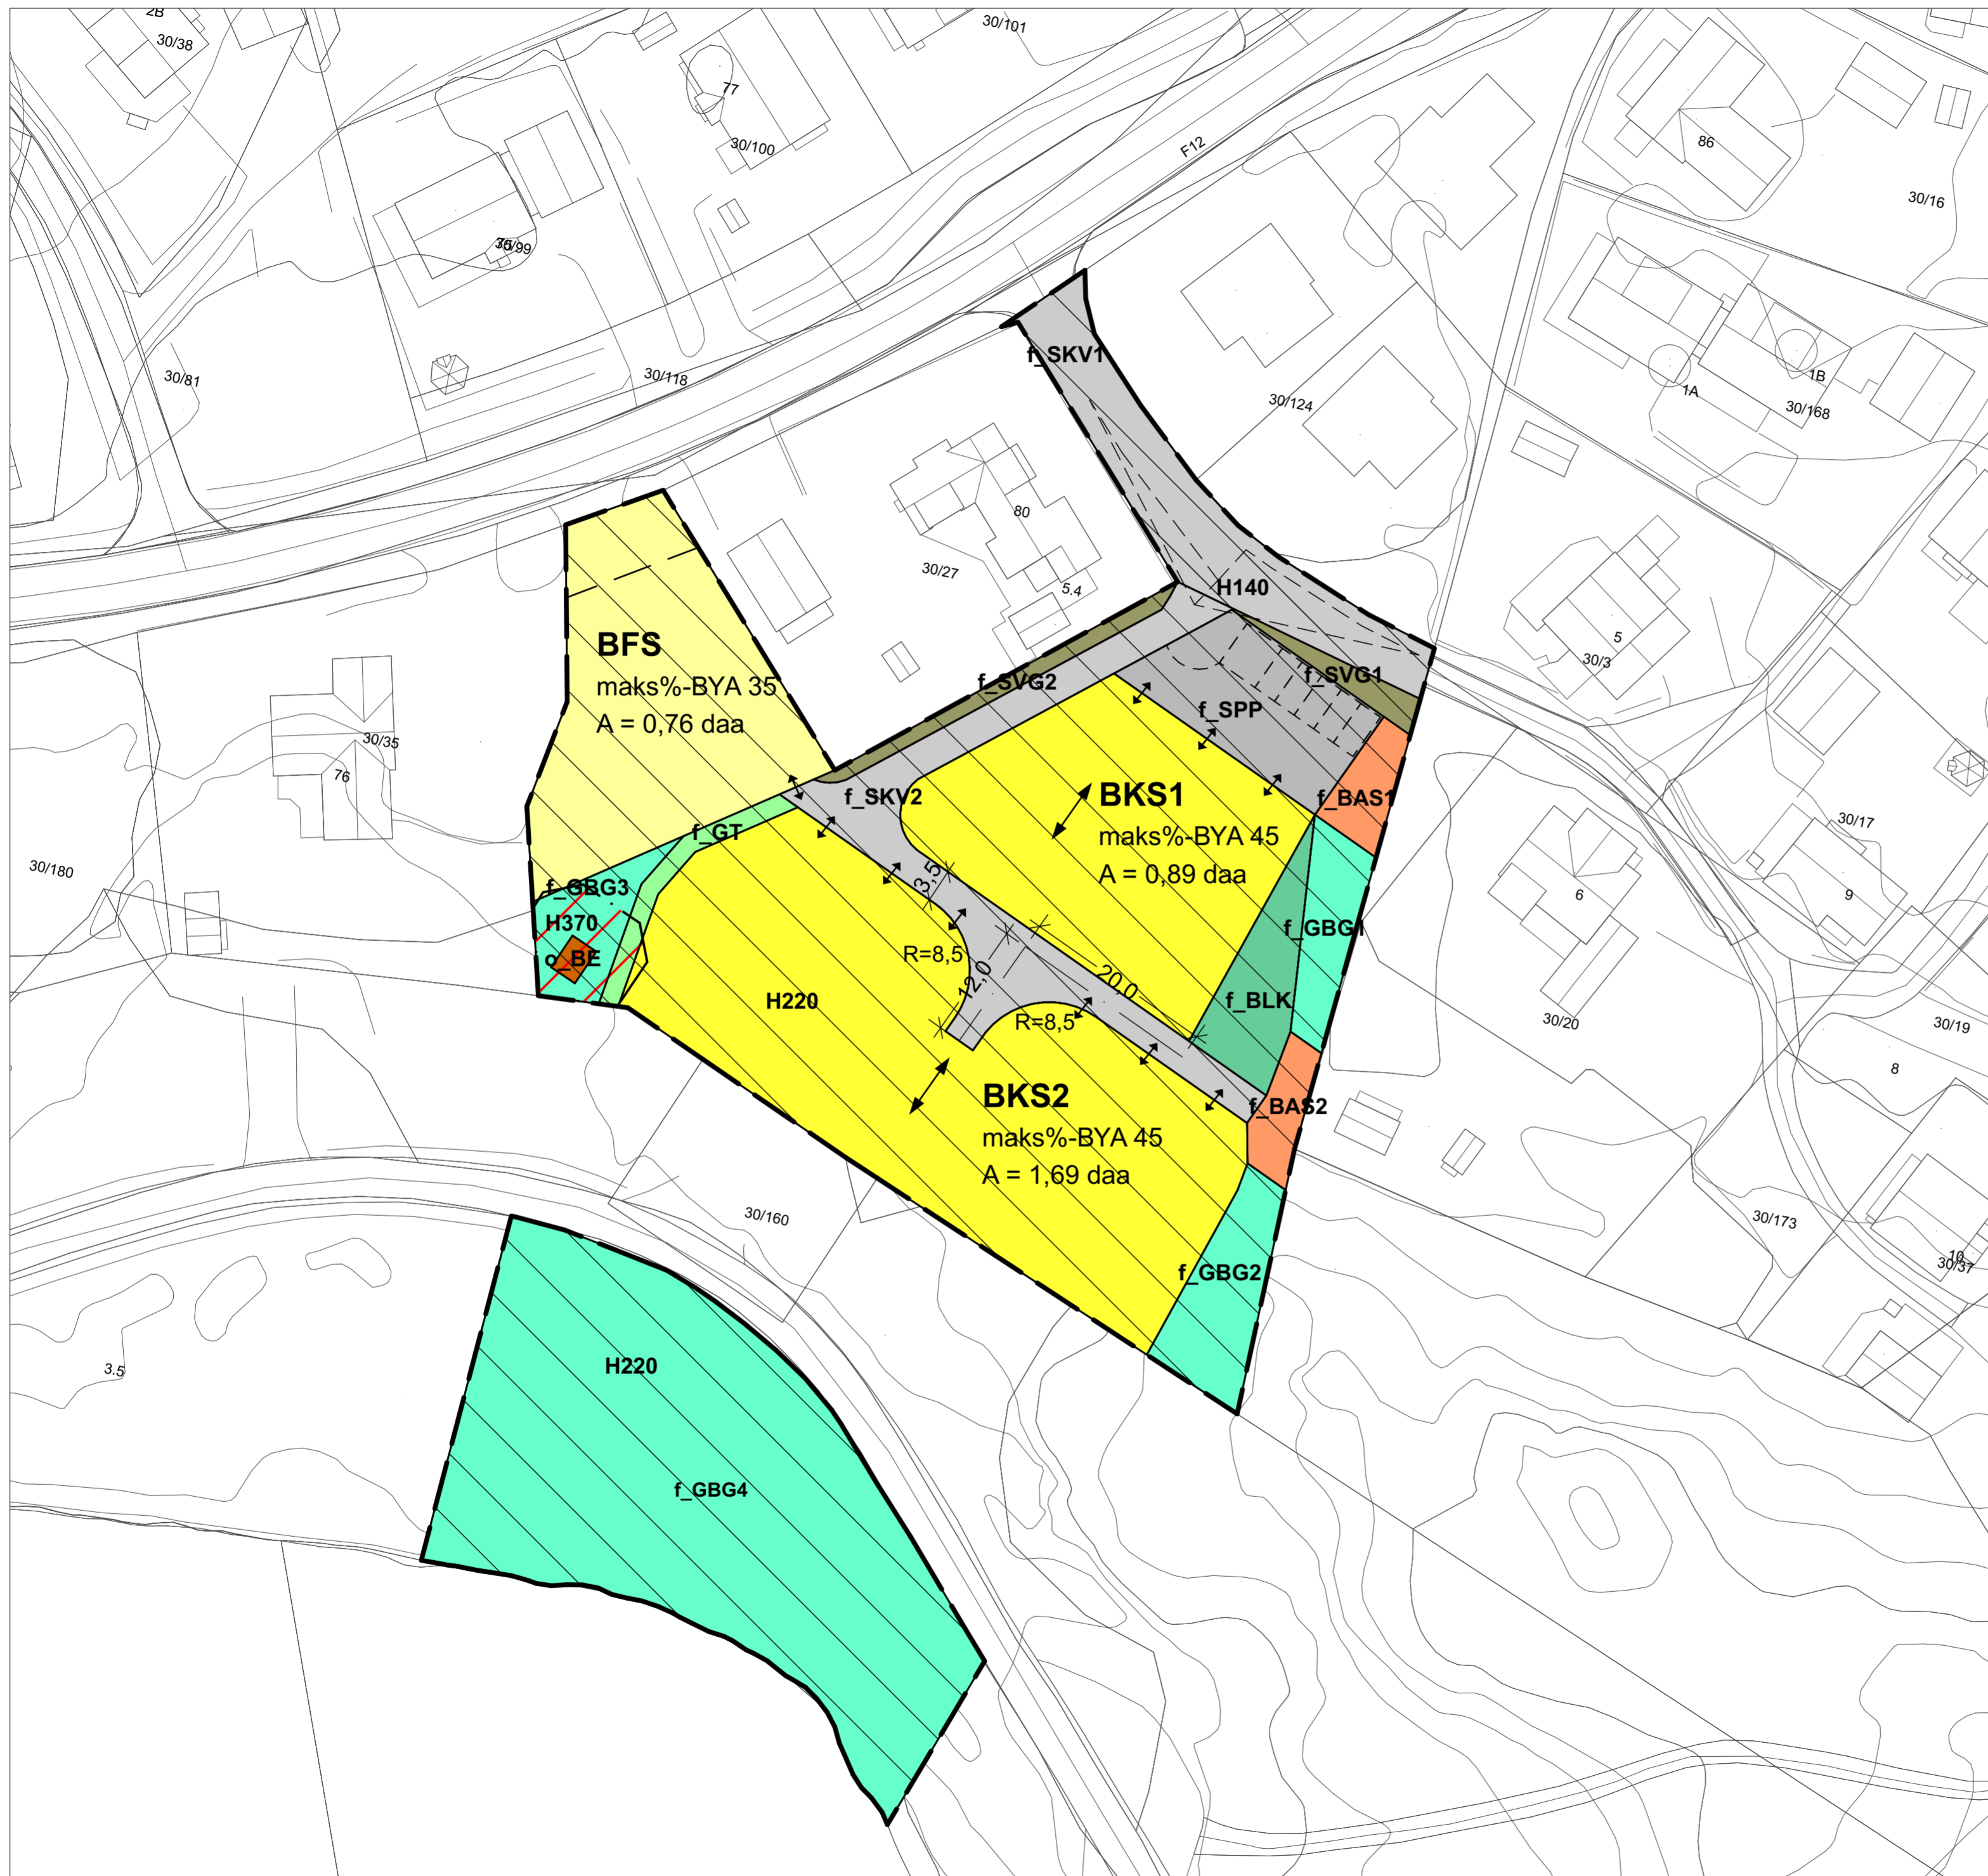 2B
30/38
30/101
77
30/100
F12
86
30/16
30/81
30/118
f_SKV1
30/124
1A
1B
30/168
80
30/27
5.4
H140
BFS
maks%-BYA 35
A = 0,76 daa
f_SVG2
f_SVG1
f_SPP
5
30/3
30/35
76
f_SKV2
BKS1
maks%-BYA 45
A = 0,89 daa
f_BAS1
f_GT
30/17
30/180
f_GBG3
H370
o_BE
3,5
R=8,5
12,0
20,0
R=8,5
H220
f_GBG1
f_BLK
6
9
30/20
30/19
8
BKS2
maks%-BYA 45
A = 1,69 daa
f_BAS2
30/160
30/173
10
30/37
f_GBG2
3.5
H220
f_GBG4